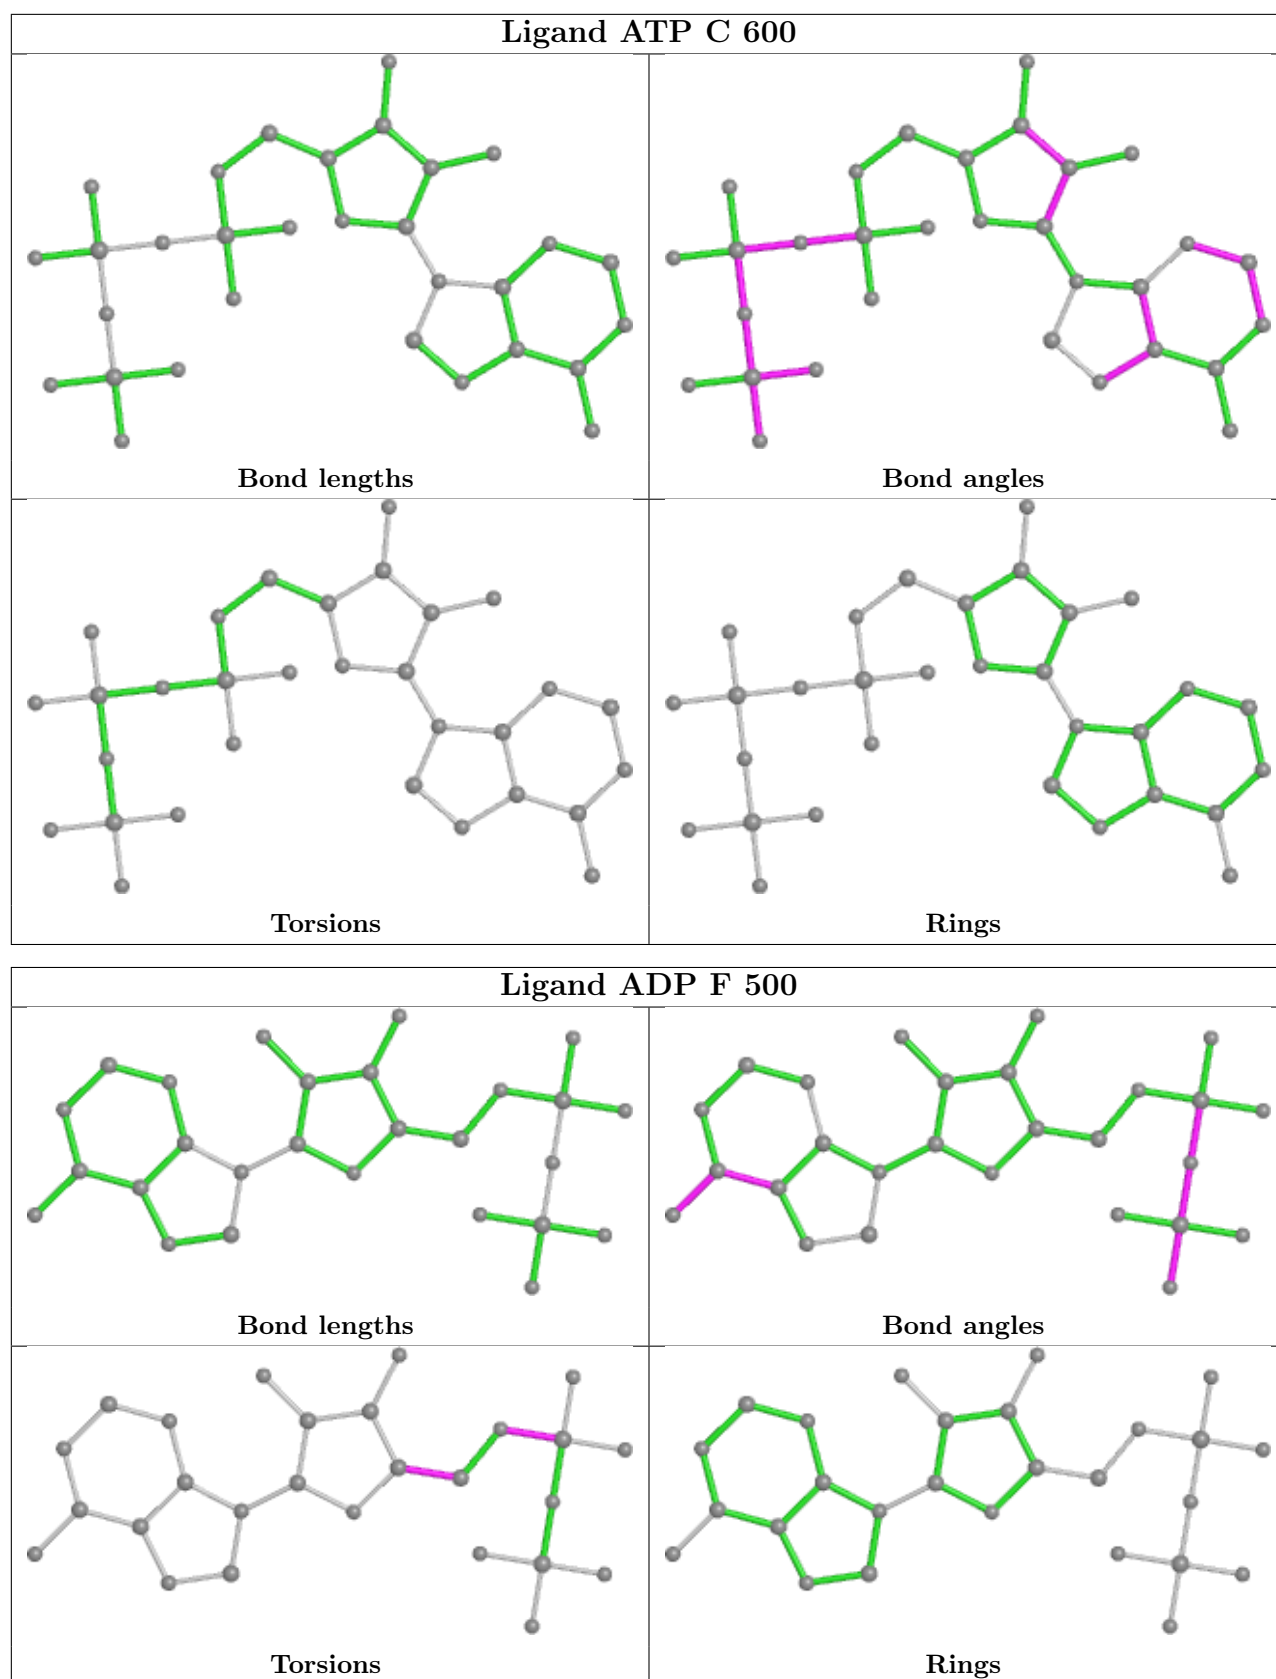 Ligand ATP C 600
Bond lengths
Bond angles
Torsions
Rings
Ligand ADP F 500
Bond lengths
Bond angles
Torsions
Rings